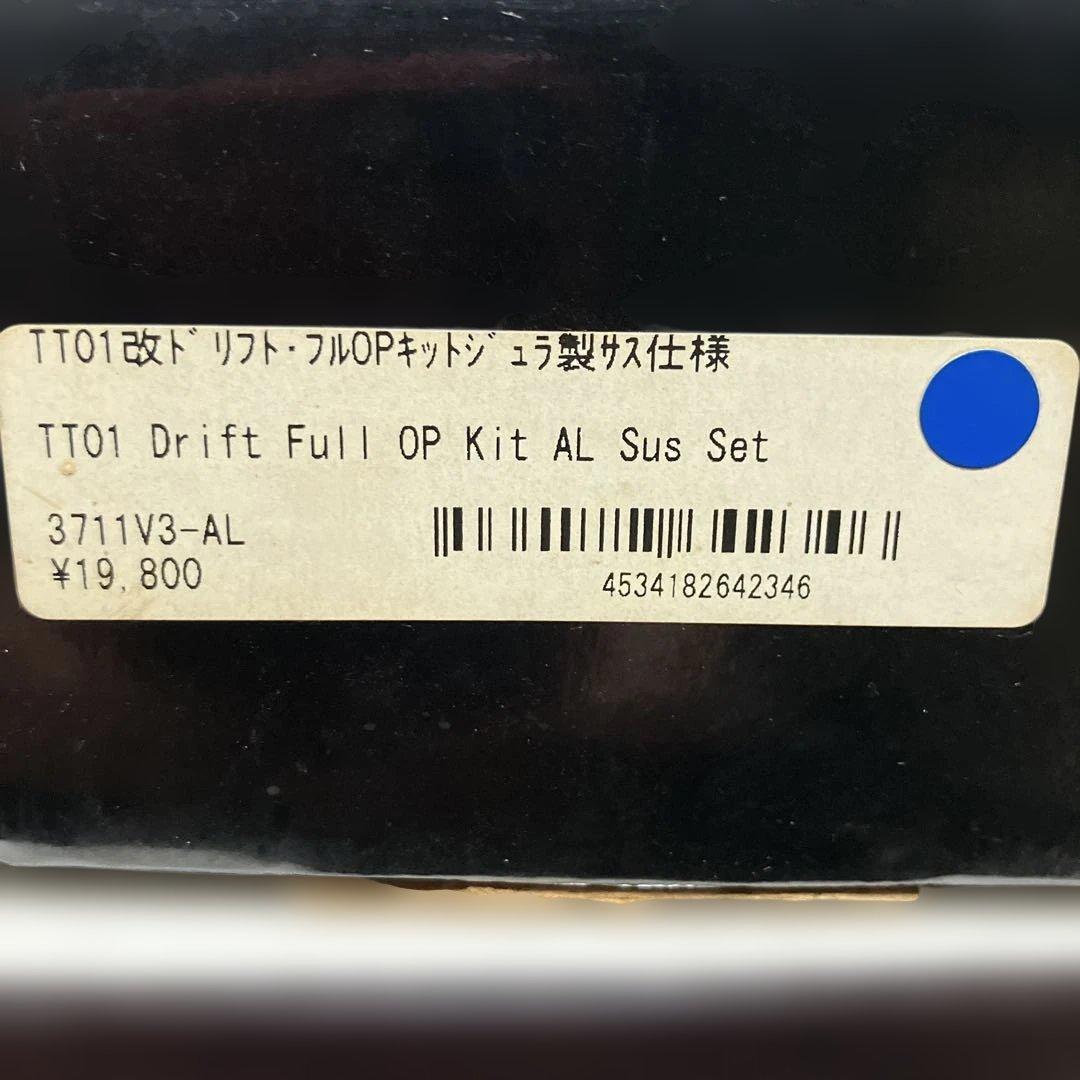 TT01改ﾄﾞﾘﾌﾄ･ﾌﾙOPｷｯﾄｼﾞｭﾗ製ｻｽ仕様
TT01 Drift Full OP Kit AL Sus Set
3711V3-AL
¥19,800
4534182642346